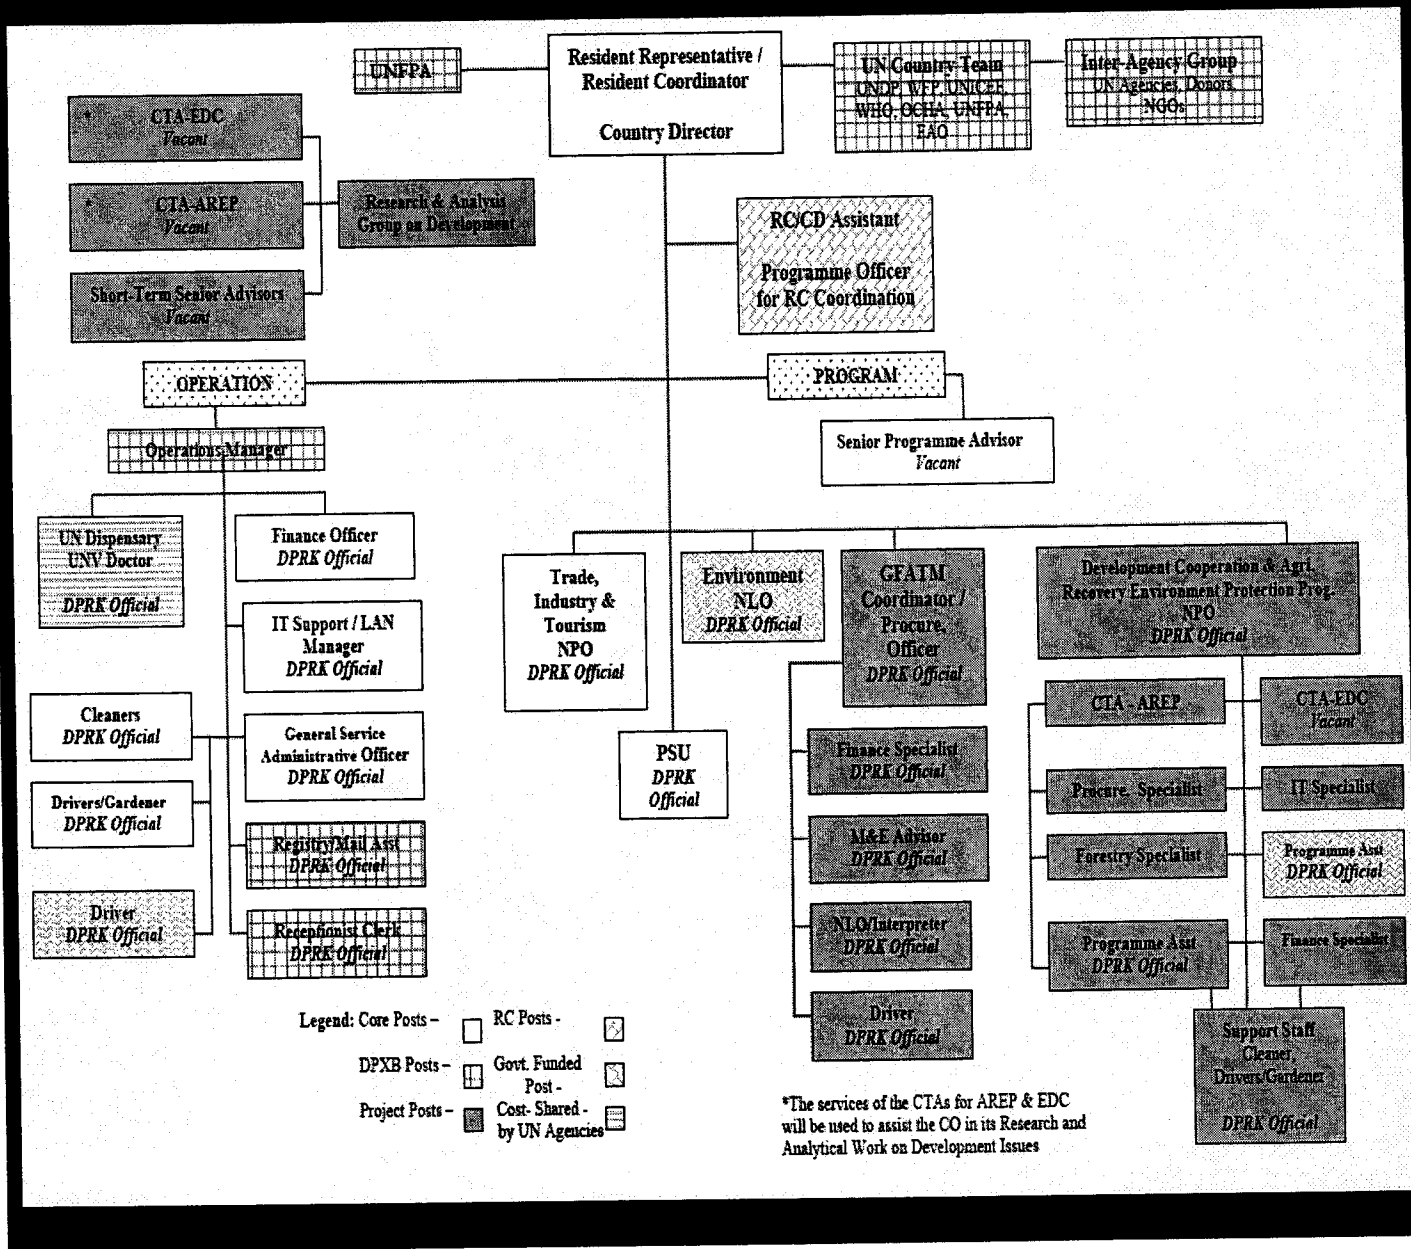 UNFPA
Resident Representative /
Resident Coordinator
Country Director
UN Country Team
UNDP, WFP, UNICEF,
WHO, OCHA, UNFPA,
FAO
Inter-Agency Group
UN Agencies, Donors,
NGOs
* CTA-EDC
Vacant
* CTA-AREP
Vacant
Short-Term Senior Advisors
Vacant
Research & Analysis
Group on Development
RC/CD Assistant
Programme Officer
for RC Coordination
OPERATION
PROGRAM
Senior Programme Advisor
Vacant
Operations Manager
UN Dispensary
UNV Doctor
DPRK Official
Finance Officer
DPRK Official
IT Support / LAN
Manager
DPRK Official
Cleaners
DPRK Official
General Service
Administrative Officer
DPRK Official
Drivers/Gardener
DPRK Official
Registry/Mail Asst
DPRK Official
Driver
DPRK Official
Receptionist Clerk
DPRK Official
Trade,
Industry &
Tourism
NPO
DPRK Official
Environment
NLO
DPRK Official
GFATM
Coordinator /
Procure.
Officer
DPRK Official
Development Cooperation & Agri.
Recovery Environment Protection Prog.
NPO
DPRK Official
PSU
DPRK
Official
Finance Specialist
DPRK Official
M&E Advisor
DPRK Official
NLO/Interpreter
DPRK Official
Driver
DPRK Official
CTA - AREP
CTA-EDC
Vacant
Procure. Specialist
IT Specialist
Forestry Specialist
Programme Asst
DPRK Official
Programme Asst
DPRK Official
Finance Specialist
Support Staff
Cleaner,
Drivers/Gardener
DPRK Official
Legend: Core Posts –
RC Posts -
DPXB Posts –
Govt. Funded
Post -
Project Posts –
Cost- Shared -
by UN Agencies
*The services of the CTAs for AREP & EDC
will be used to assist the CO in its Research and
Analytical Work on Development Issues